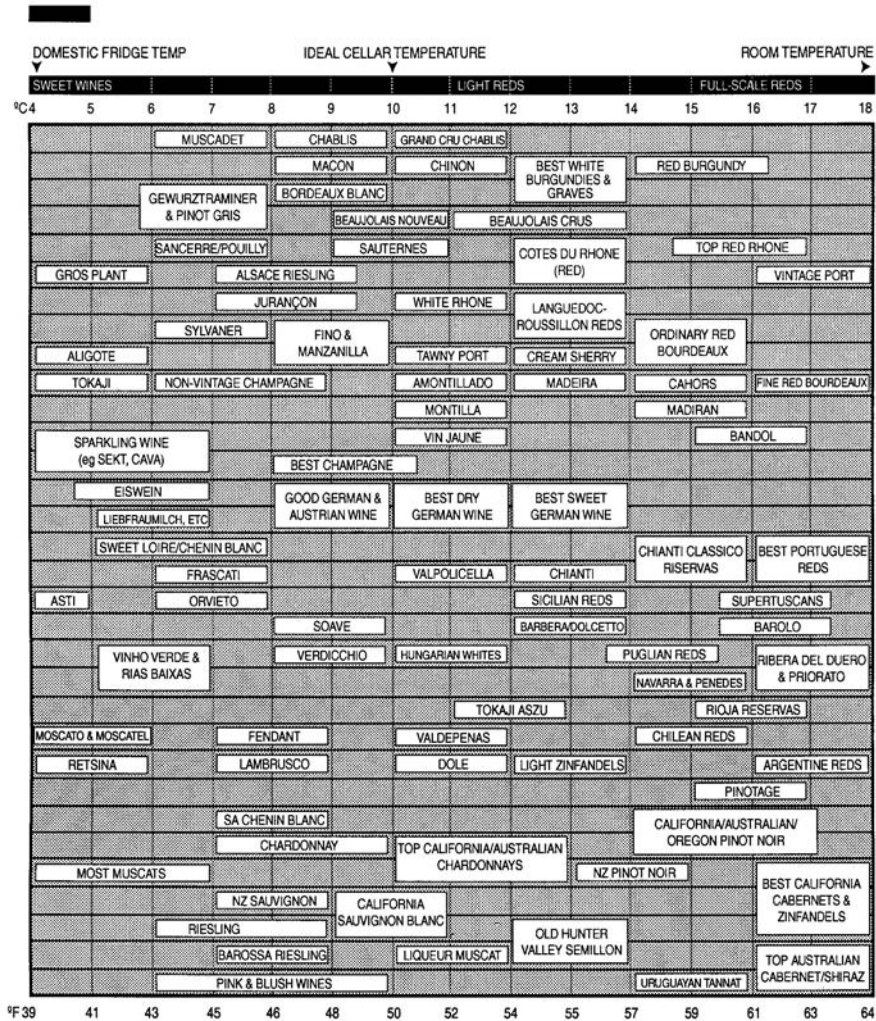 DOMESTIC FRIDGE TEMP IDEAL CELLAR TEMPERATURE ROOM TEMPERATURE
SWEET WINES LIGHT REDS FULL-SCALE REDS
ºC4 5 6 7 8 9 10 11 12 13 14 15 16 17 18
MUSCADET CHABLIS GRAND CRU CHABLIS
MACON CHINON BEST WHITE RED BURGUNDY
BURGUNDIES &
GRAVES
GEWURZTRAMINER BORDEAUX BLANC
& PINOT GRIS
BEAUJOLAIS NOUVEAU BEAUJOLAIS CRUS
SANCERRE/POUILLY SAUTERNES COTES DU RHONE TOP RED RHONE
(RED)
GROS PLANT ALSACE RIESLING VINTAGE PORT
JURANÇON WHITE RHONE LANGUEDOC-
ROUSSILLON REDS
SYLVANER FINO & ORDINARY RED
MANZANILLA BOURDEAUX
ALIGOTE TAWNY PORT CREAM SHERRY
TOKAJI NON-VINTAGE CHAMPAGNE AMONTILLADO MADEIRA CAHORS FINE RED BOURDEAUX
MONTILLA MADIRAN
SPARKLING WINE VIN JAUNE BANDOL
(eg SEKT, CAVA)
BEST CHAMPAGNE
EISWEIN GOOD GERMAN & BEST DRY BEST SWEET
AUSTRIAN WINE GERMAN WINE GERMAN WINE
LIEBFRAUMILCH, ETC
SWEET LOIRE/CHENIN BLANC CHIANTI CLASSICO BEST PORTUGUESE
RISERVAS REDS
FRASCATI VALPOLICELLA CHIANTI
ASTI ORVIETO SICILIAN REDS SUPERTUSCANS
SOAVE BARBERA/DOLCETTO BAROLO
VINHO VERDE & VERDICCHIO HUNGARIAN WHITES PUGLIAN REDS RIBERA DEL DUERO
RIAS BAIXAS & PRIORATO
NAVARRA & PENEDES
TOKAJI ASZU RIOJA RESERVAS
MOSCATO & MOSCATEL FENDANT VALDEPENAS CHILEAN REDS
RETSINA LAMBRUSCO DOLE LIGHT ZINFANDELS ARGENTINE REDS
PINOTAGE
SA CHENIN BLANC CALIFORNIA/AUSTRALIAN/
OREGON PINOT NOIR
CHARDONNAY TOP CALIFORNIA/AUSTRALIAN
CHARDONNAYS
MOST MUSCATS NZ PINOT NOIR BEST CALIFORNIA
CABERNETS &
ZINFANDELS
NZ SAUVIGNON CALIFORNIA
SAUVIGNON BLANC
RIESLING OLD HUNTER
VALLEY SEMILLON
BAROSSA RIESLING LIQUEUR MUSCAT TOP AUSTRALIAN
CABERNET/SHIRAZ
PINK & BLUSH WINES URUGUAYAN TANNAT
ºF 39 41 43 45 46 48 50 52 54 55 57 59 61 63 64